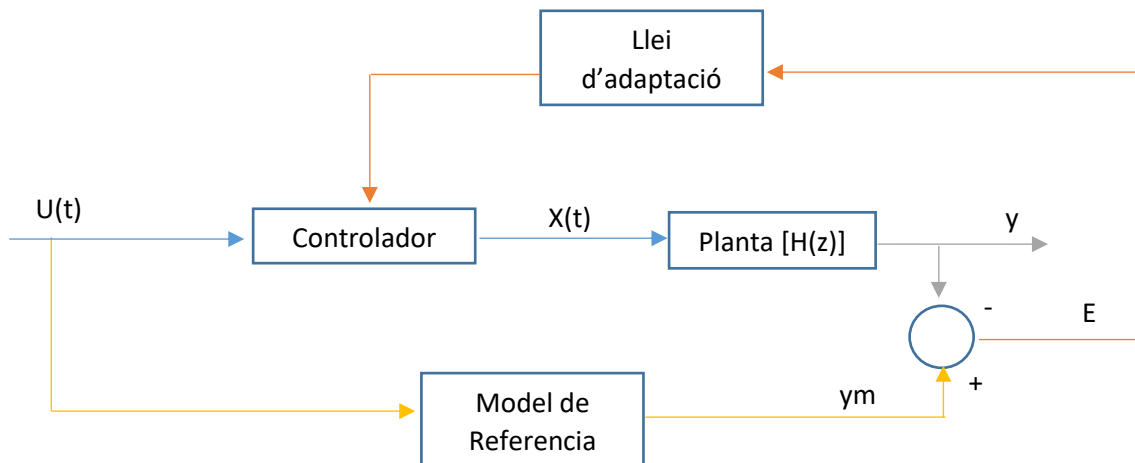 Llei
d’adaptació
U(t)
Controlador
X(t)
Planta [H(z)]
y
-
E
+
ym
Model de
Referencia